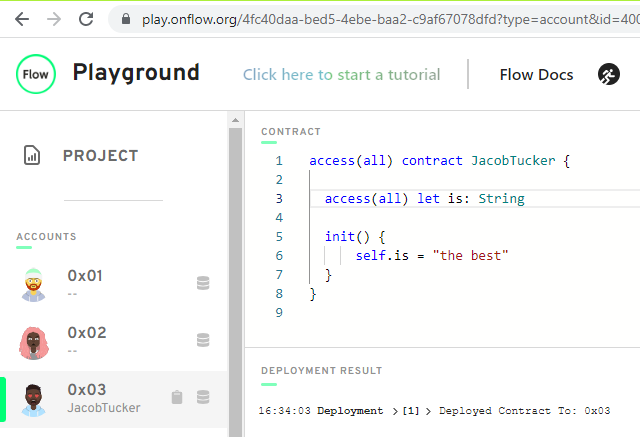 play.onflow.org/4fc40daa-bed5-4ebe-baa2-c9af67078dfd?type=account&id=400
Flow Playground Click here to start a tutorial Flow Docs
PROJECT
ACCOUNTS
0x01
--
0x02
--
0x03
JacobTucker
CONTRACT
1 access(all) contract JacobTucker {
2
3 access(all) let is: String
4
5 init() {
6 self.is = "the best"
7 }
8 }
9
DEPLOYMENT RESULT
16:34:03 Deployment > [1] > Deployed Contract To: 0x03